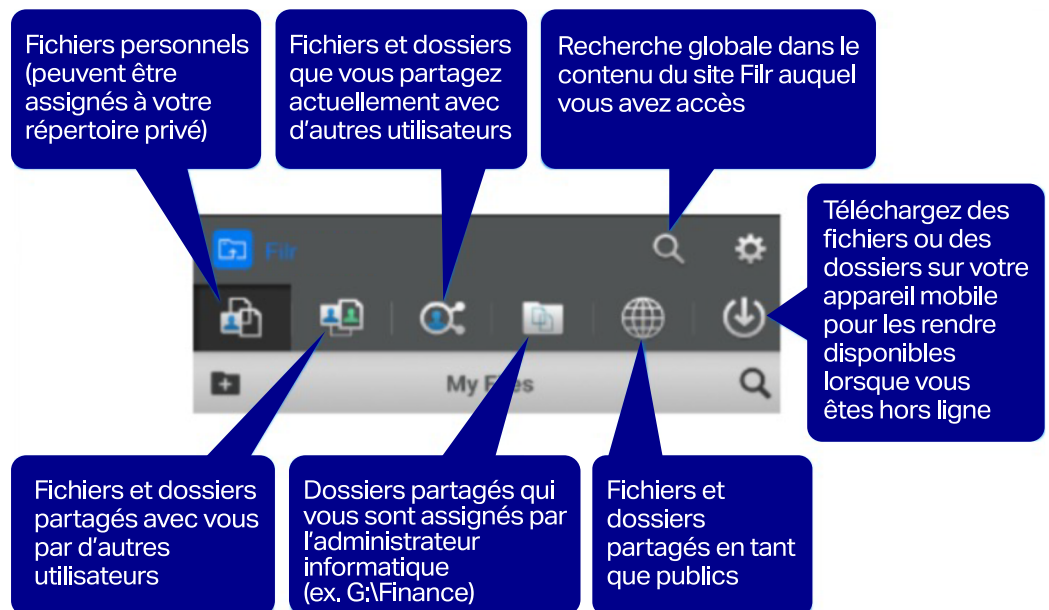 Fichiers personnels
(peuvent être
assignés à votre
répertoire privé)
Fichiers et dossiers
que vous partagez
actuellement avec
d'autres utilisateurs
Recherche globale dans le
contenu du site Filr auquel
vous avez accès
Téléchargez des
fichiers ou des
dossiers sur votre
appareil mobile
pour les rendre
disponibles
lorsque vous
êtes hors ligne
Filr
My Files
Fichiers et dossiers
partagés avec vous
par d'autres
utilisateurs
Dossiers partagés qui
vous sont assignés par
l'administrateur
informatique
(ex. G:\Finance)
Fichiers et
dossiers
partagés en tant
que publics